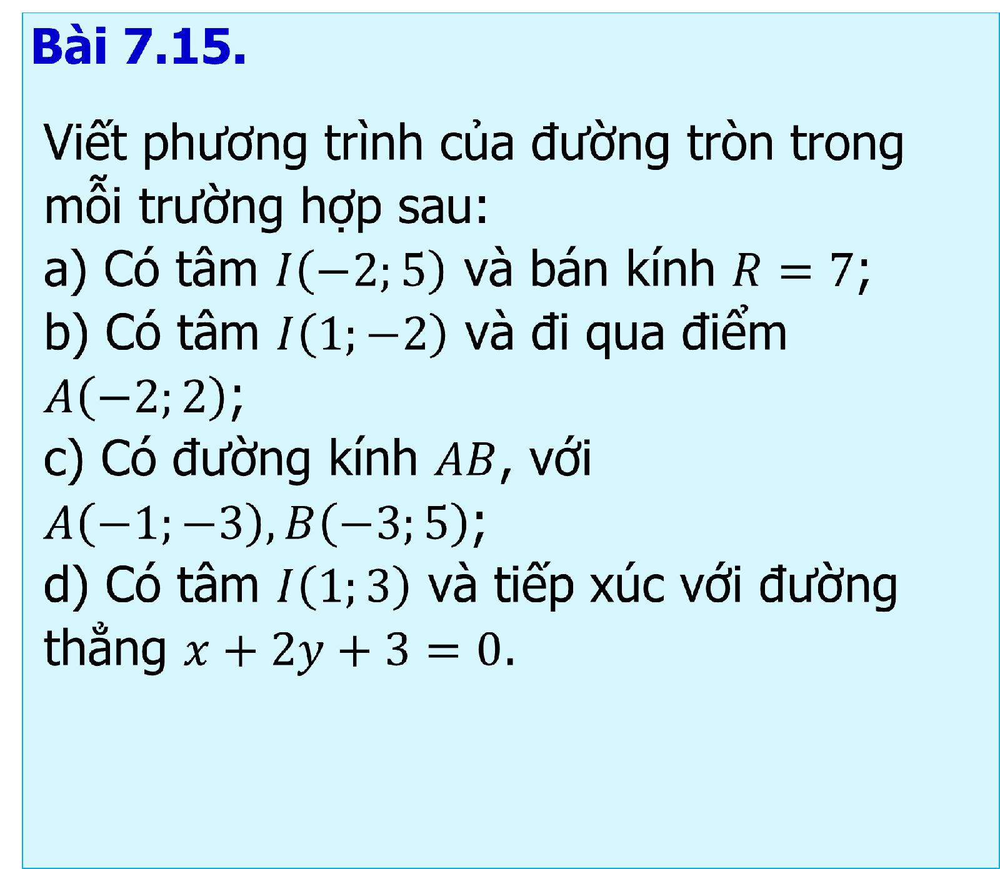 Bài 7.15.
Viết phương trình của đường tròn trong
mỗi trường hợp sau:
a) Có tâm I(−2; 5) và bán kính R = 7;
b) Có tâm I(1; −2) và đi qua điểm
A(−2; 2);
c) Có đường kính AB, với
A(−1; −3), B(−3; 5);
d) Có tâm I(1; 3) và tiếp xúc với đường
thẳng x + 2y + 3 = 0.